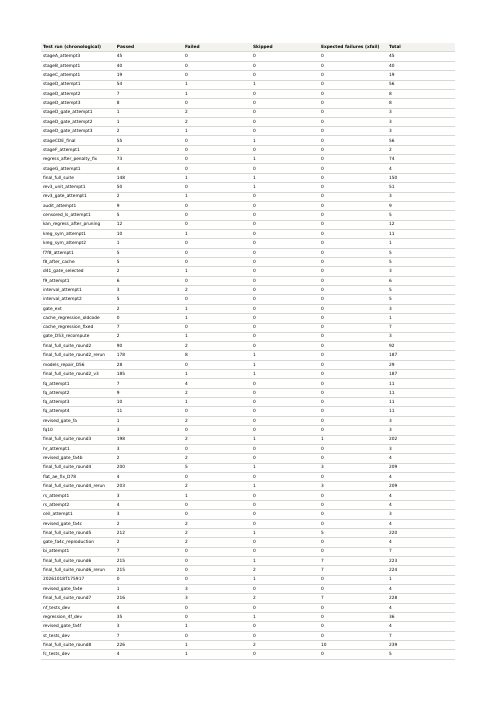 Test run (chronological) Passed Failed Skipped Expected failures (xfail) Total
stageA_attempt3 45 0 0 0 45
stageB_attempt1 40 0 0 0 40
stageC_attempt1 19 0 0 0 19
stageD_attempt1 54 1 1 0 56
stageD_attempt2 7 1 0 0 8
stageD_attempt3 8 0 0 0 8
stageD_gate_attempt1 1 2 0 0 3
stageD_gate_attempt2 1 2 0 0 3
stageD_gate_attempt3 2 1 0 0 3
stageCDE_final 55 0 1 0 56
stageF_attempt1 2 0 0 0 2
regress_after_penalty_fix 73 0 1 0 74
stageG_attempt1 4 0 0 0 4
final_full_suite 148 1 1 0 150
rev3_unit_attempt1 50 0 1 0 51
rev3_gate_attempt1 2 1 0 0 3
audit_attempt1 9 0 0 0 9
censored_ls_attempt1 5 0 0 0 5
kan_regress_after_pruning 12 0 0 0 12
kreg_sym_attempt1 10 1 0 0 11
kreg_sym_attempt2 1 0 0 0 1
f7f8_attempt1 5 0 0 0 5
f8_after_cache 5 0 0 0 5
d41_gate_selected 2 1 0 0 3
f9_attempt1 6 0 0 0 6
interval_attempt1 3 2 0 0 5
interval_attempt2 5 0 0 0 5
gate_ext 2 1 0 0 3
cache_regression_oldcode 0 1 0 0 1
cache_regression_fixed 7 0 0 0 7
gate_D53_recompute 2 1 0 0 3
final_full_suite_round2 90 2 0 0 92
final_full_suite_round2_rerun 178 8 1 0 187
models_repair_D56 28 0 1 0 29
final_full_suite_round2_v3 185 1 1 0 187
fq_attempt1 7 4 0 0 11
fq_attempt2 9 2 0 0 11
fq_attempt3 10 1 0 0 11
fq_attempt4 11 0 0 0 11
revised_gate_fa 1 2 0 0 3
fq10 3 0 0 0 3
final_full_suite_round3 198 2 1 1 202
hr_attempt1 3 0 0 0 3
revised_gate_fa4b 2 2 0 0 4
final_full_suite_round4 200 5 1 3 209
flat_ae_fix_D78 4 0 0 0 4
final_full_suite_round4_rerun 203 2 1 3 209
rs_attempt1 3 1 0 0 4
rs_attempt2 4 0 0 0 4
ceil_attempt1 3 0 0 0 3
revised_gate_fa4c 2 2 0 0 4
final_full_suite_round5 212 2 1 5 220
gate_fa4c_reproduction 2 2 0 0 4
bi_attempt1 7 0 0 0 7
final_full_suite_round6 215 0 1 7 223
final_full_suite_round6_rerun 215 0 2 7 224
20261018T175917 0 0 1 0 1
revised_gate_fa4e 1 3 0 0 4
final_full_suite_round7 216 3 2 7 228
nf_tests_dev 4 0 0 0 4
regression_4f_dev 35 0 1 0 36
revised_gate_fa4f 3 1 0 0 4
st_tests_dev 7 0 0 0 7
final_full_suite_round8 226 1 2 10 239
fc_tests_dev 4 1 0 0 5